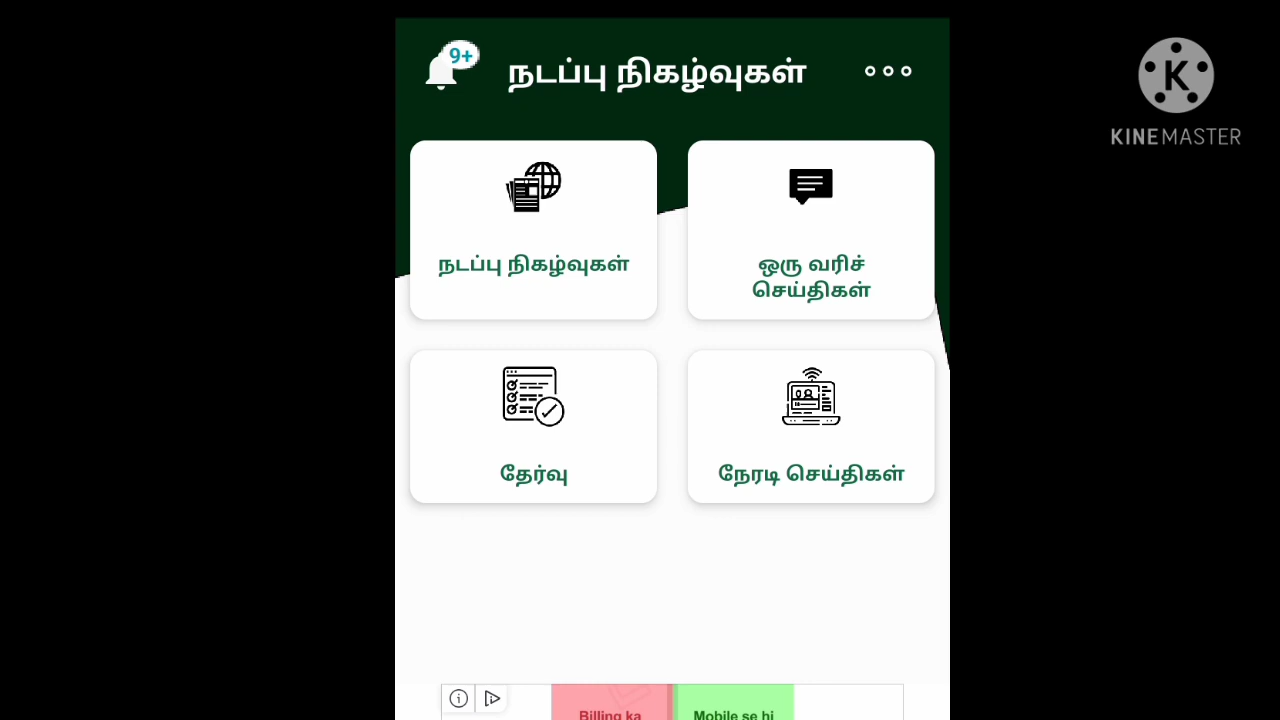 9+
நடப்பு நிகழ்வுகள்
K
KINEMASTER
நடப்பு நிகழ்வுகள்
ஒரு வரிச்
செய்திகள்
தேர்வு
நேரடி செய்திகள்
Billing ka
Mobile se hi